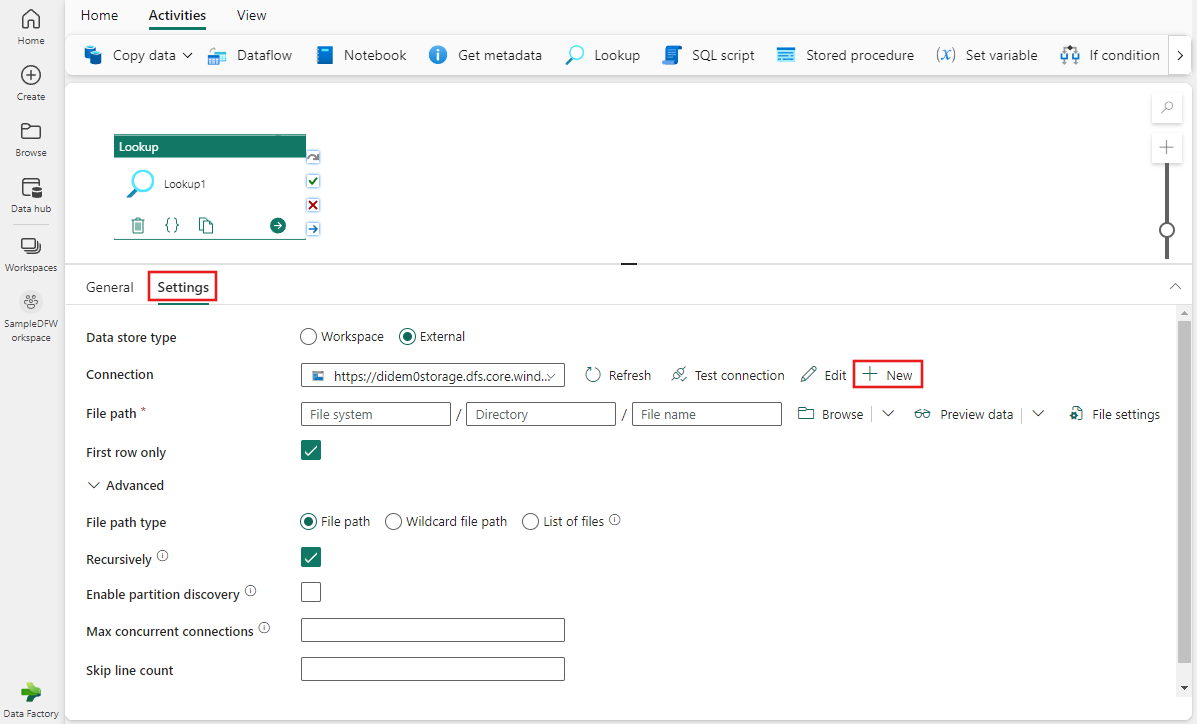 Home
Create
Browse
Data hub
Workspaces
SampleDFW
orkspace
Data Factory
Home Activities View
Copy data Dataflow Notebook Get metadata Lookup SQL script Stored procedure (x) Set variable If condition
Lookup
Lookup1
General Settings
Data store type Workspace External
Connection https://didem0storage.dfs.core.wind... Refresh Test connection Edit New
File path * File system / Directory / File name Browse Preview data File settings
First row only
Advanced
File path type File path Wildcard file path List of files
Recursively
Enable partition discovery
Max concurrent connections
Skip line count